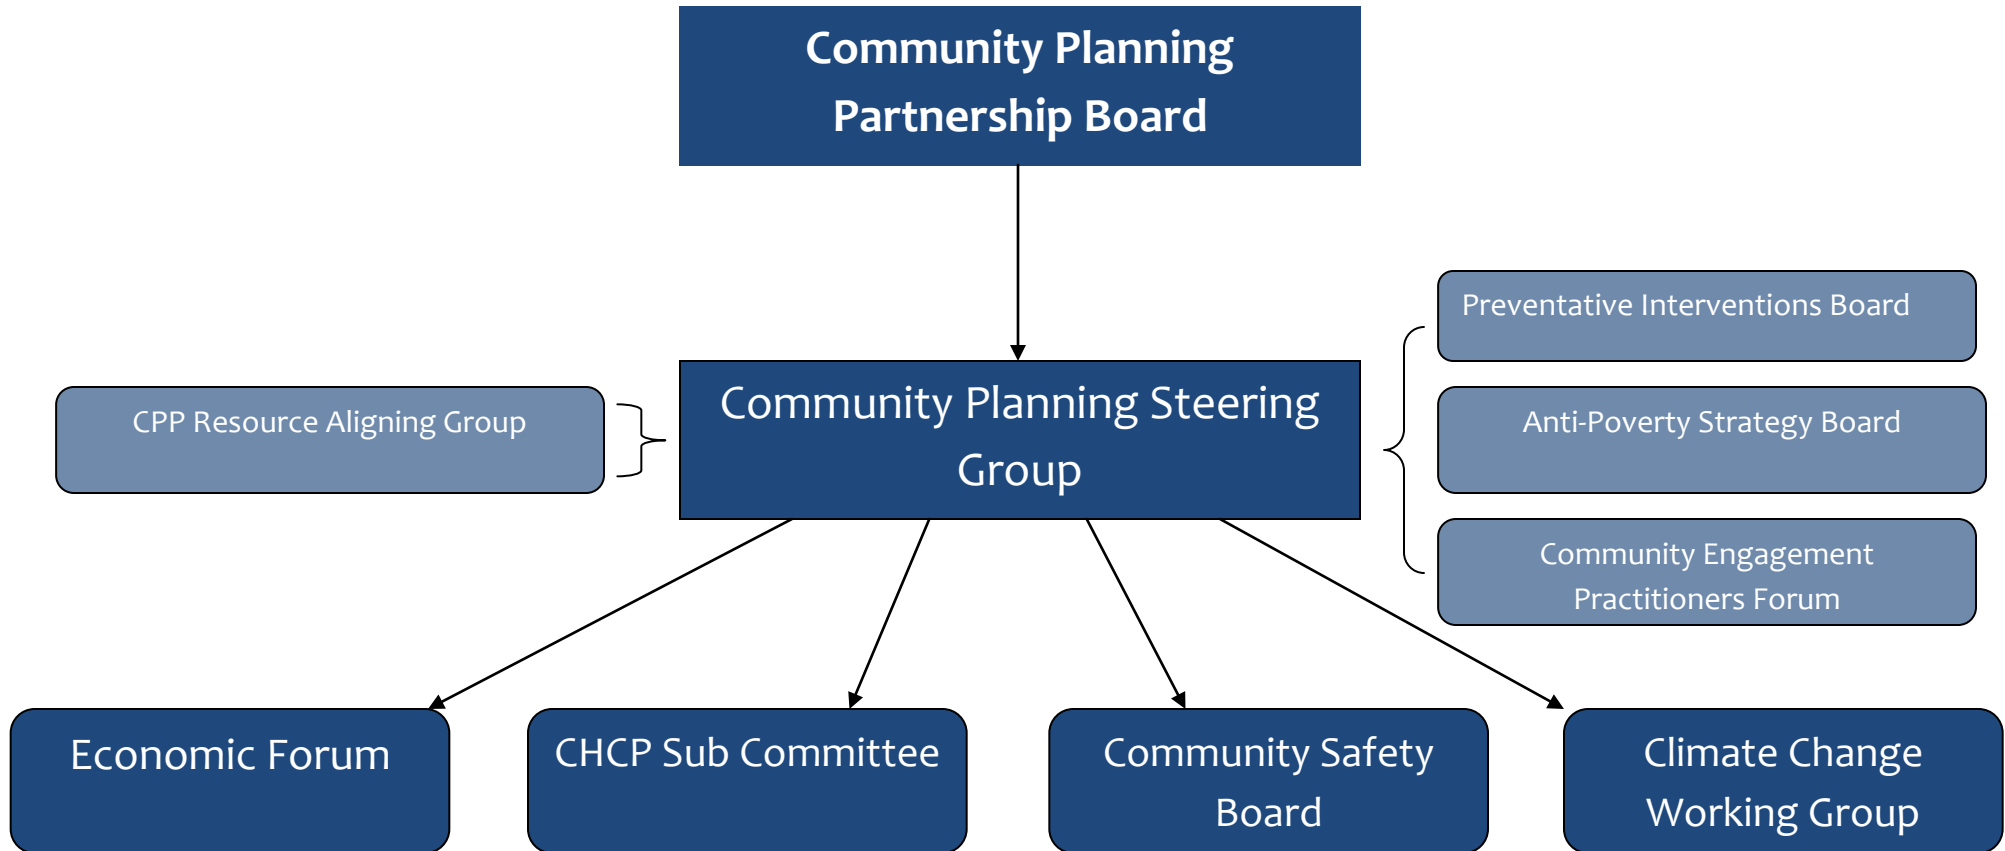 Community Planning
Partnership Board
Preventative Interventions Board
CPP Resource Aligning Group
Community Planning Steering
Group
Anti-Poverty Strategy Board
Community Engagement
Practitioners Forum
Economic Forum
CHCP Sub Committee
Community Safety
Board
Climate Change
Working Group